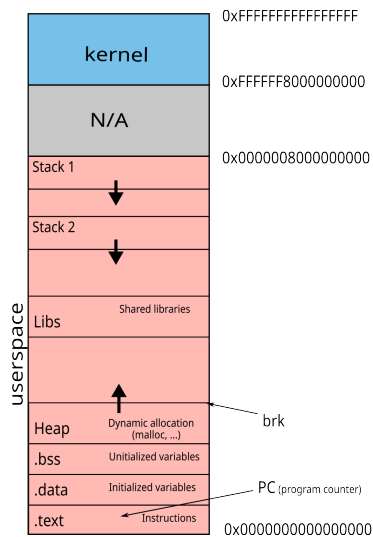 0xFFFFFFFFFFFFFFFF
kernel
0xFFFFFF8000000000
N/A
0x0000008000000000
Stack 1
Stack 2
Shared libraries
Libs
userspace
brk
Heap
Dynamic allocation
(malloc, ...)
.bss
Unitialized variables
.data
Initialized variables
PC (program counter)
.text
Instructions
0x0000000000000000